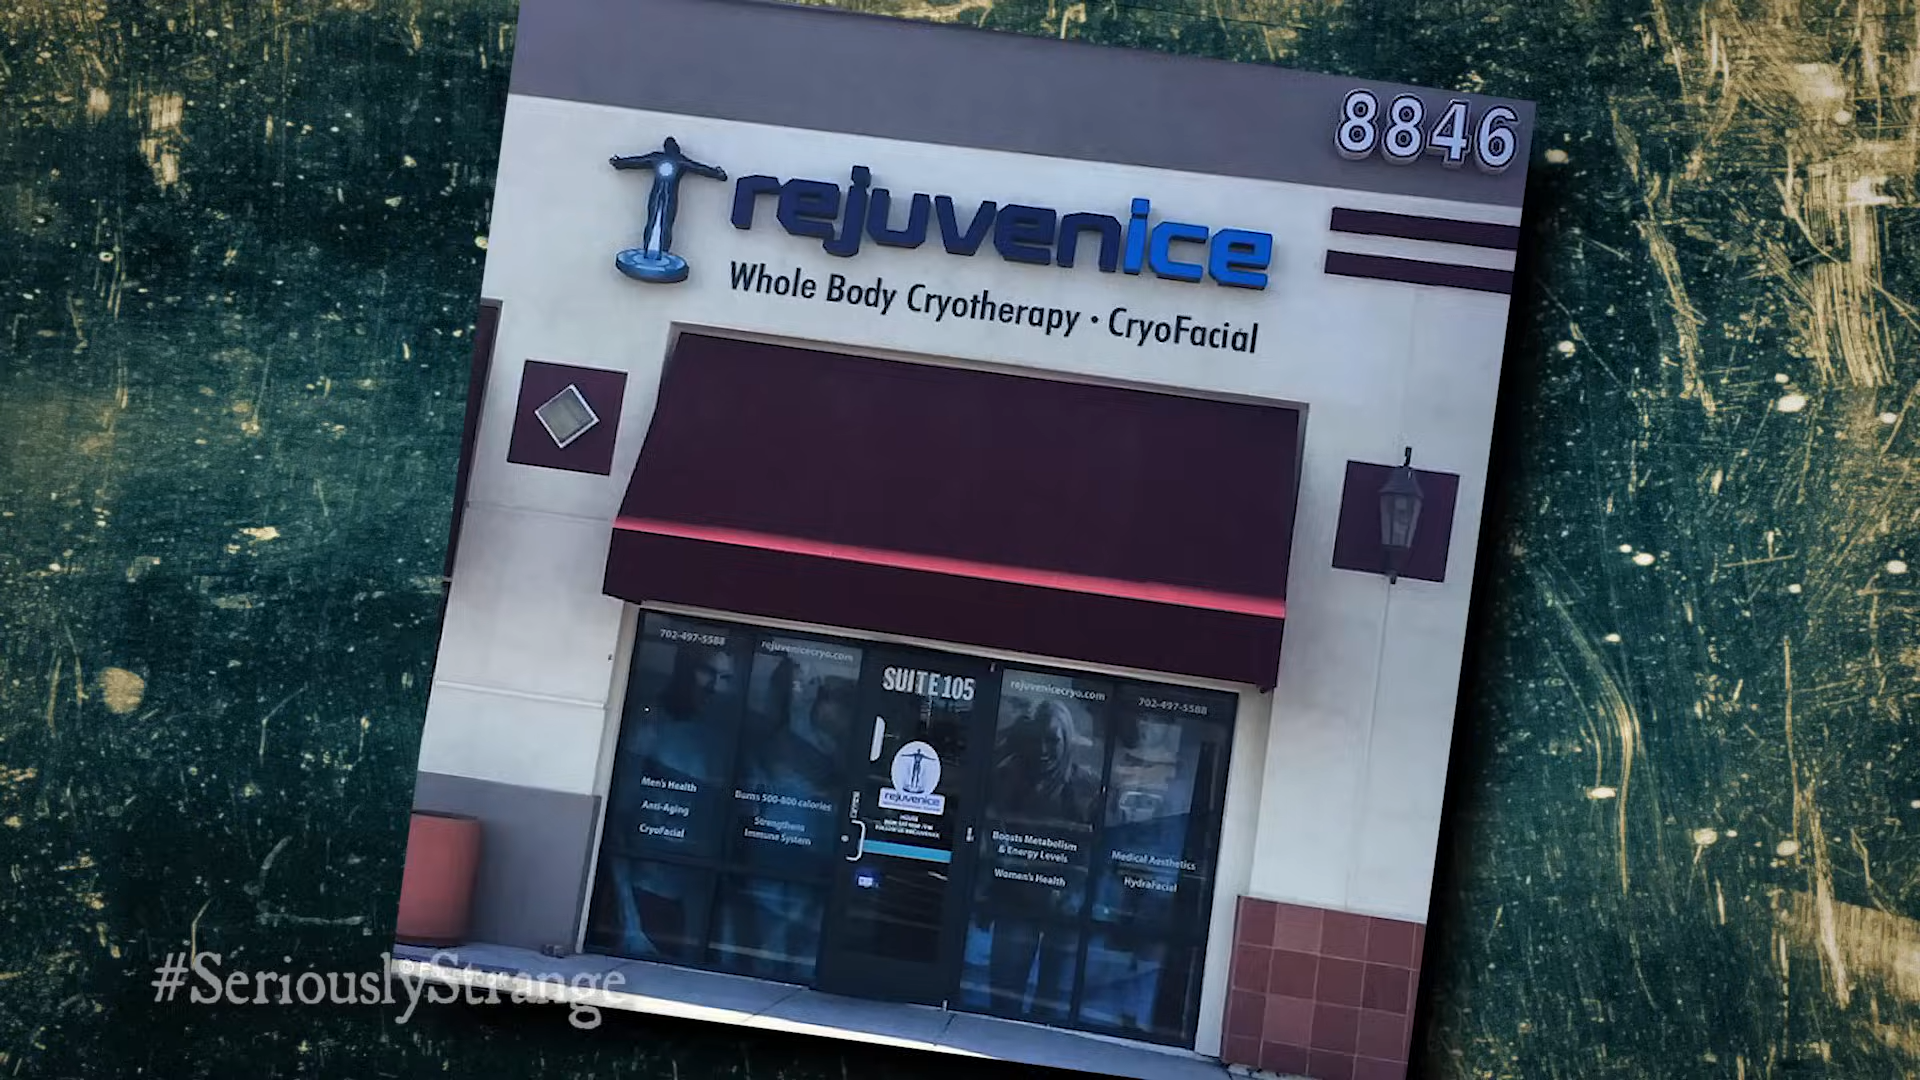 8846
rejuvenice
Whole Body Cryotherapy • CryoFacial
702-497-5588
rejuvenicecryo.com
SUITE 105
rejuvenicecryo.com
702-497-5588
Men's Health
Anti-Aging
CryoFacial
Burns 500-800 calories
Strengthens
Immune System
rejuvenice
Boosts Metabolism
& Energy Levels
Women's Health
Medical Aesthetics
HydraFacial
#SeriouslyStrange